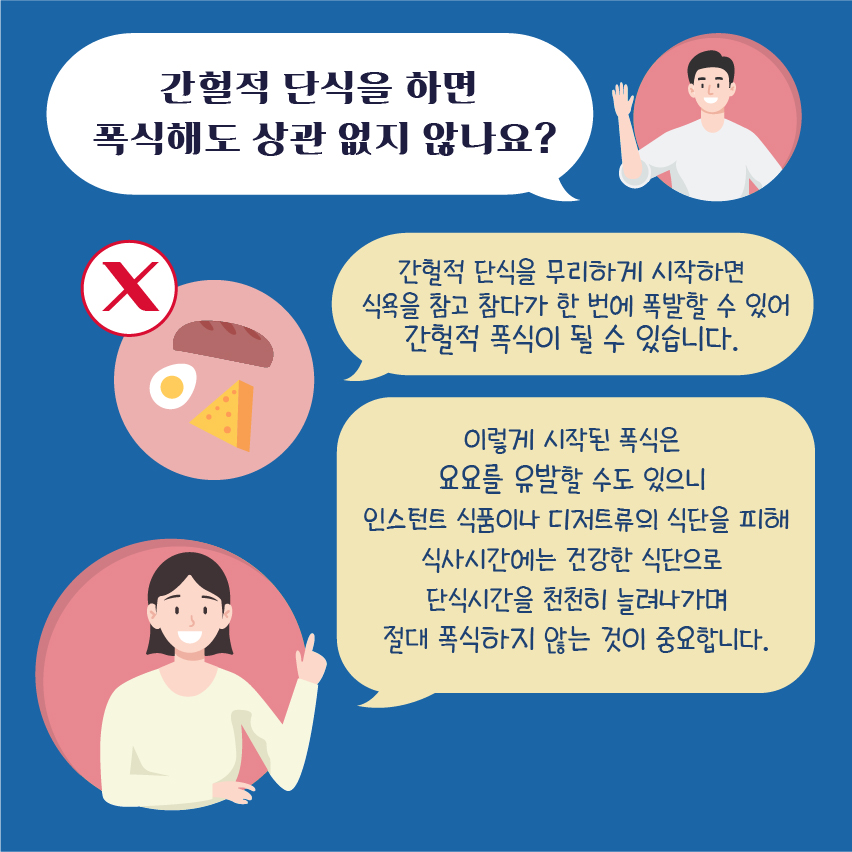 간헐적 단식을 하면
폭식해도 상관 없지 않나요?
X
간헐적 단식을 무리하게 시작하면
식욕을 참고 참다가 한 번에 폭발할 수 있어
간헐적 폭식이 될 수 있습니다.
이렇게 시작된 폭식은
요요를 유발할 수도 있으니
인스턴트 식품이나 디저트류의 식단을 피해
식사시간에는 건강한 식단으로
단식시간을 천천히 늘려나가며
절대 폭식하지 않는 것이 중요합니다.